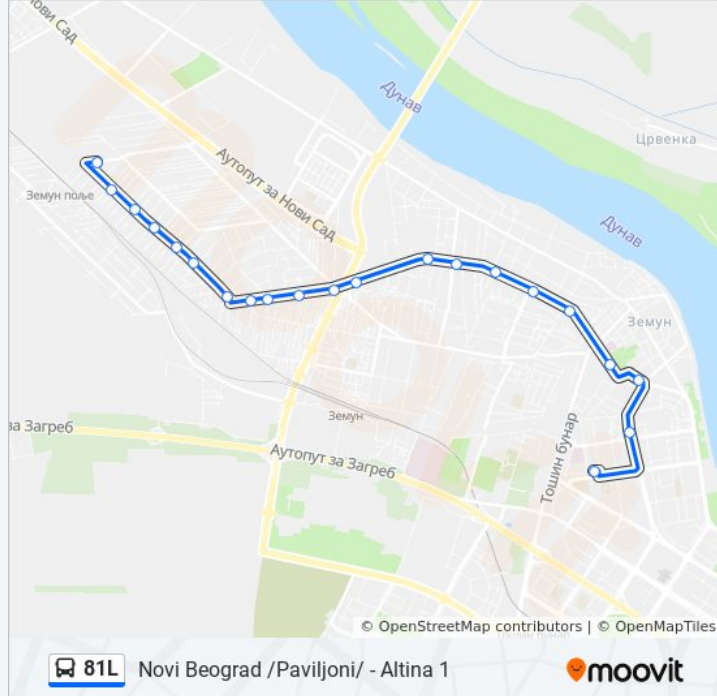 Нови Сад
Дунав
Црвенка
Аутопут за Нови Сад
Земун поље
Дунав
Земун
Земун
за Загреб
Тошин бунар
Аутопут за Загреб
© OpenStreetMap contributors | © OpenMapTiles
81L Novi Beograd /Paviljoni/ - Altina 1 moovit